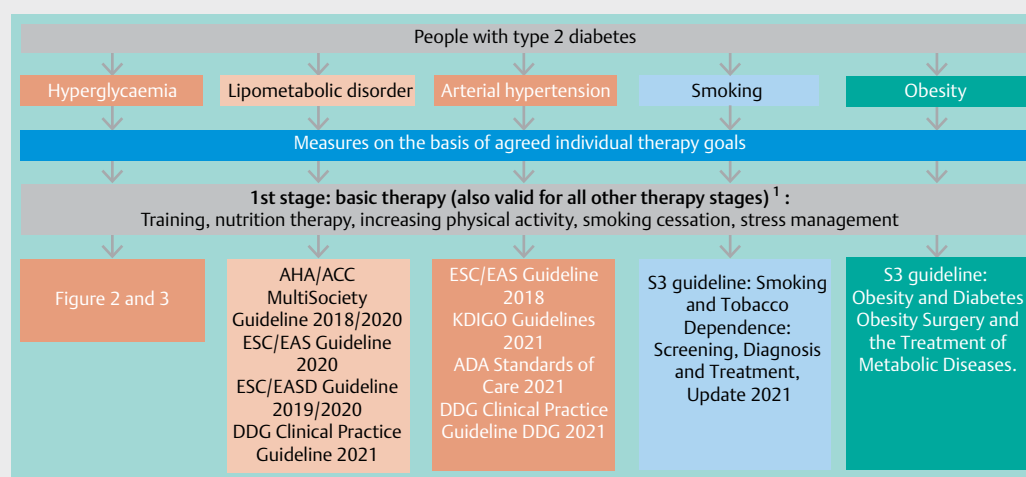 People with type 2 diabetes
Hyperglycaemia
Lipometabolic disorder
Arterial hypertension
Smoking
Obesity
Measures on the basis of agreed individual therapy goals
1st stage: basic therapy (also valid for all other therapy stages) 1 :
Training, nutrition therapy, increasing physical activity, smoking cessation, stress management
Figure 2 and 3
AHA/ACC
MultiSociety
Guideline 2018/2020
ESC/EAS Guideline
2020
ESC/EASD Guideline
2019/2020
DDG Clinical Practice
Guideline 2021
ESC/EAS Guideline
2018
KDIGO Guidelines
2021
ADA Standards of
Care 2021
DDG Clinical Practice
Guideline DDG 2021
S3 guideline: Smoking
and Tobacco
Dependence:
Screening, Diagnosis
and Treatment,
Update 2021
S3 guideline:
Obesity and Diabetes
Obesity Surgery and
the Treatment of
Metabolic Diseases.